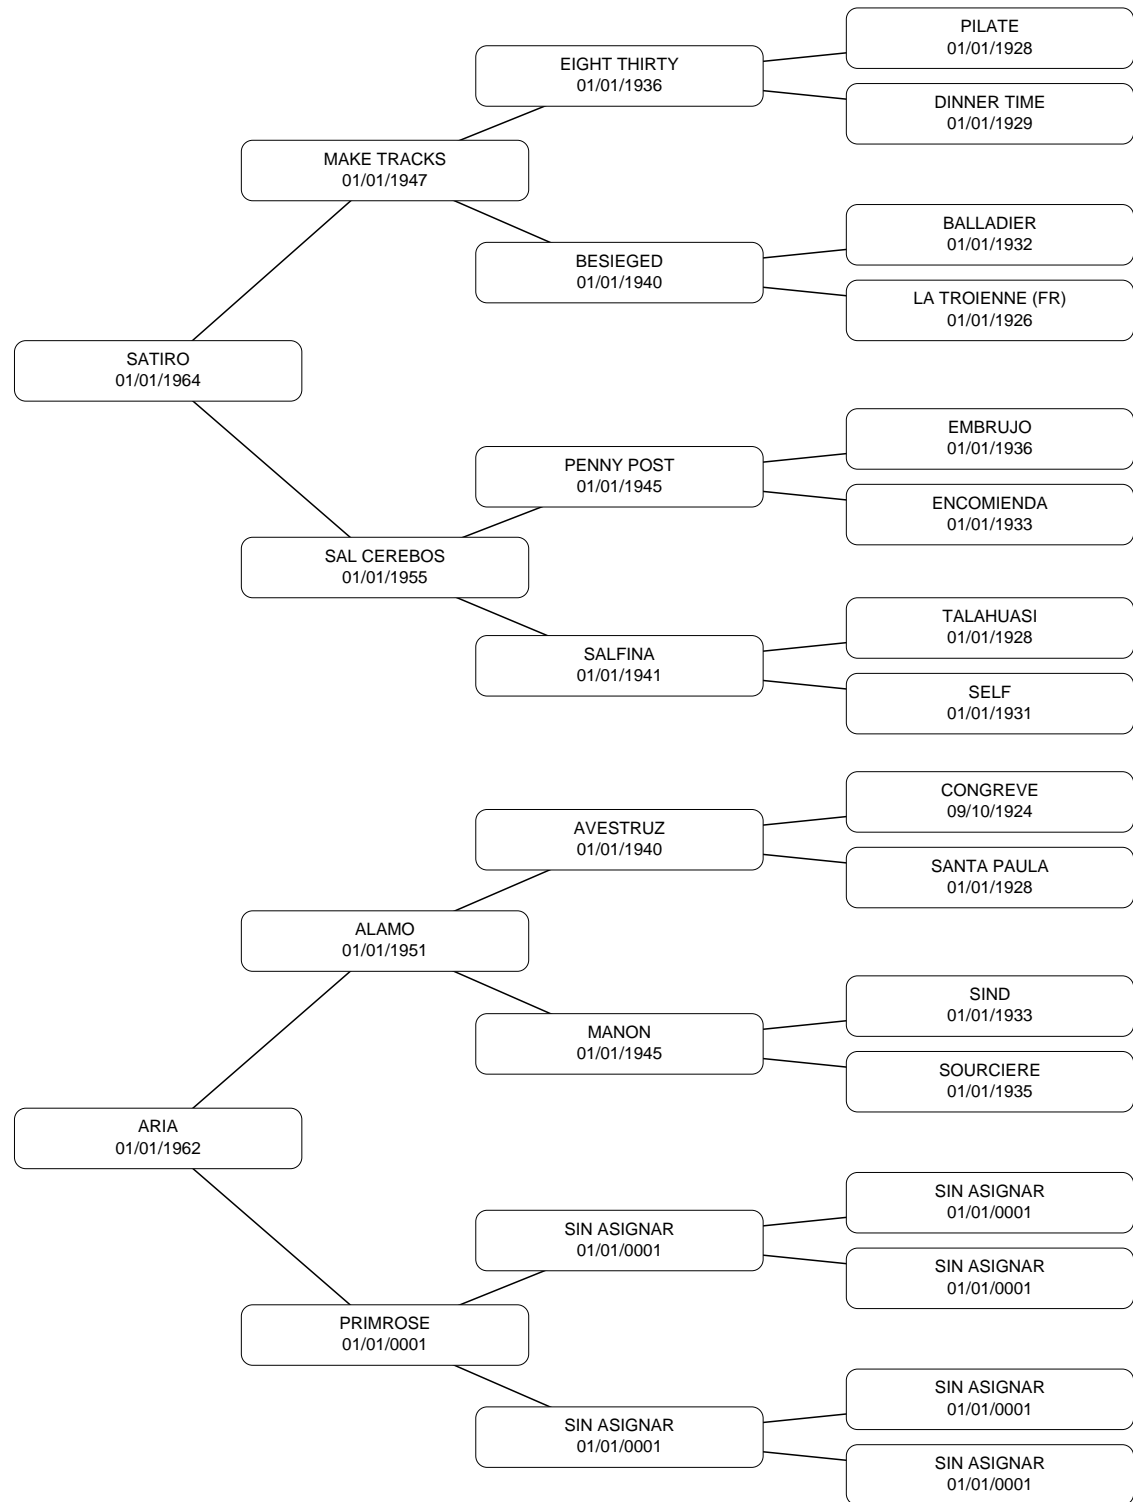 PILATE
01/01/1928
EIGHT THIRTY
01/01/1936
DINNER TIME
01/01/1929
MAKE TRACKS
01/01/1947
BALLADIER
01/01/1932
BESIEGED
01/01/1940
LA TROIENNE (FR)
01/01/1926
SATIRO
01/01/1964
EMBRUJO
01/01/1936
PENNY POST
01/01/1945
ENCOMIENDA
01/01/1933
SAL CEREBOS
01/01/1955
TALAHUASI
01/01/1928
SALFINA
01/01/1941
SELF
01/01/1931
CONGREVE
09/10/1924
AVESTRUZ
01/01/1940
SANTA PAULA
01/01/1928
ALAMO
01/01/1951
SIND
01/01/1933
MANON
01/01/1945
SOURCIERE
01/01/1935
ARIA
01/01/1962
SIN ASIGNAR
01/01/0001
SIN ASIGNAR
01/01/0001
SIN ASIGNAR
01/01/0001
PRIMROSE
01/01/0001
SIN ASIGNAR
01/01/0001
SIN ASIGNAR
01/01/0001
SIN ASIGNAR
01/01/0001